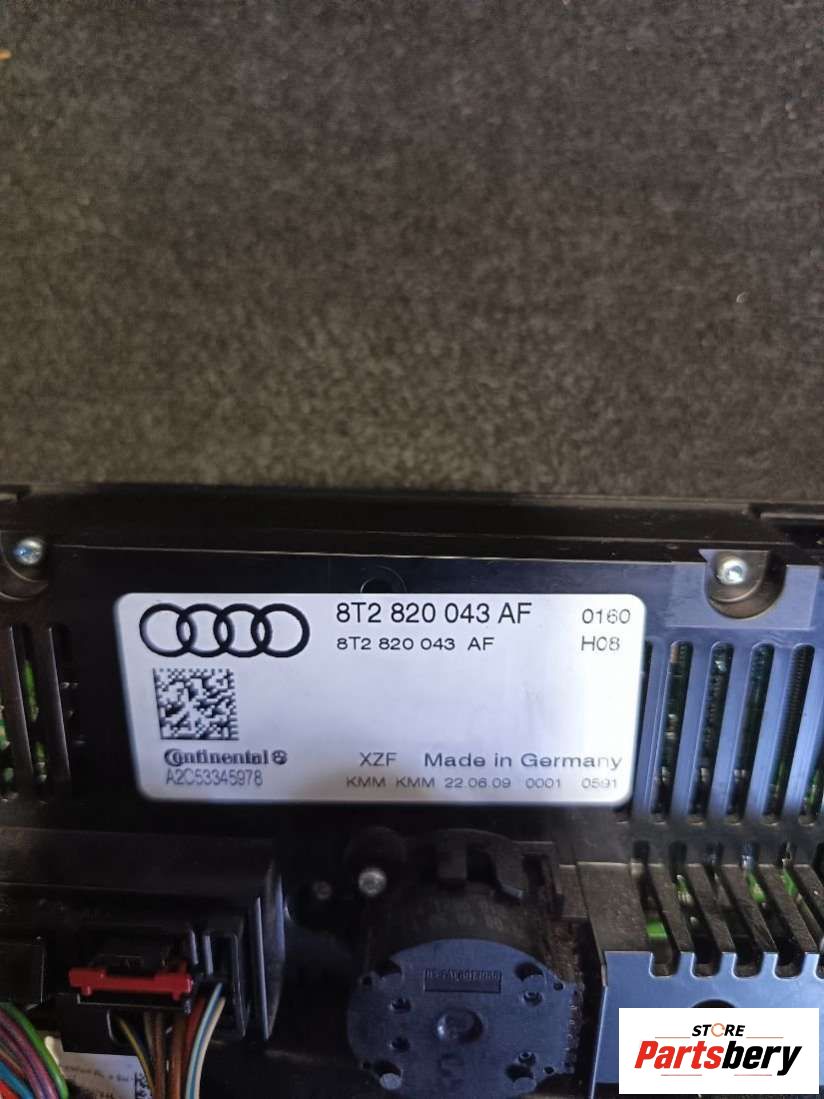 8T2 820 043 AF 0160
8T2 820 043 AF H08
Continental
A2C53345978
XZF Made in Germany
KMM KMM 22.06.09 0001 0591
STORE
Partsbery